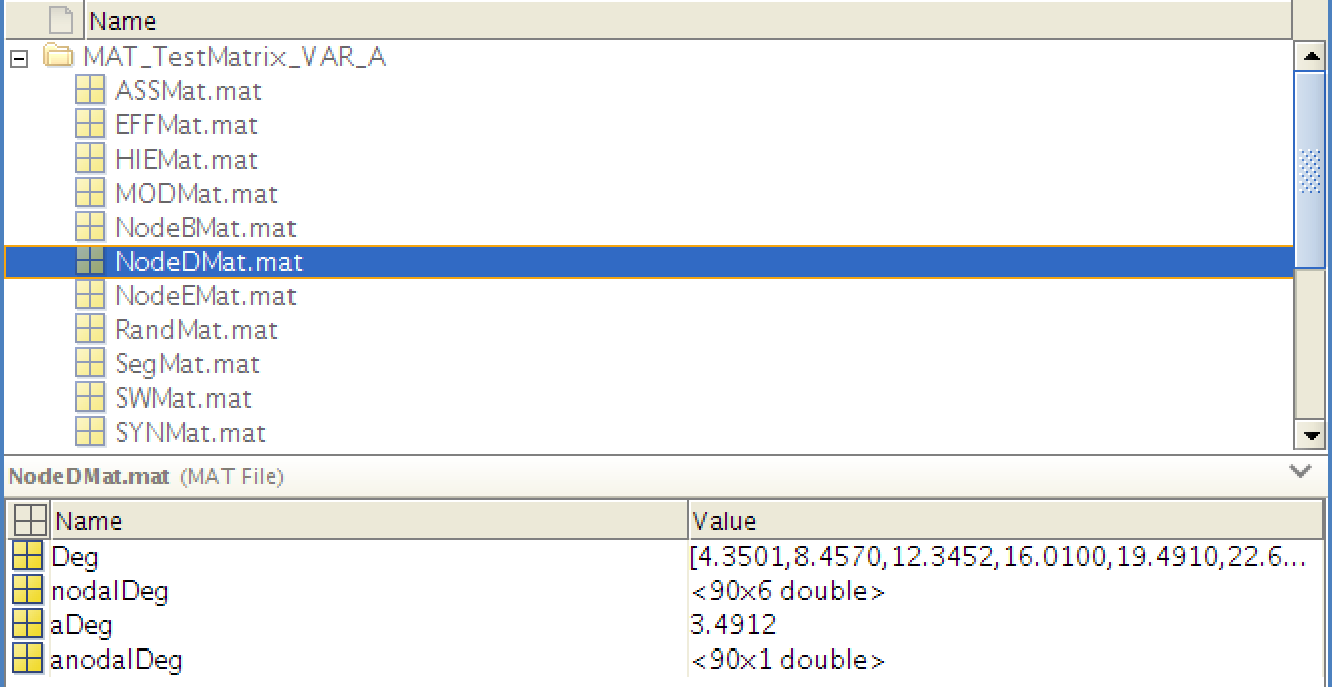 Name
MAT_TestMatrix_VAR_A
ASSMat.mat
EFFMat.mat
HIEMat.mat
MODMat.mat
NodeBMat.mat
NodeDMat.mat
NodeEMat.mat
RandMat.mat
SegMat.mat
SWMat.mat
SYNMat.mat
NodeDMat.mat (MAT File)
Name Value
Deg [4.3501,8.4570,12.3452,16.0100,19.4910,22.6...
nodalDeg <90x6 double>
aDeg 3.4912
anodalDeg <90x1 double>